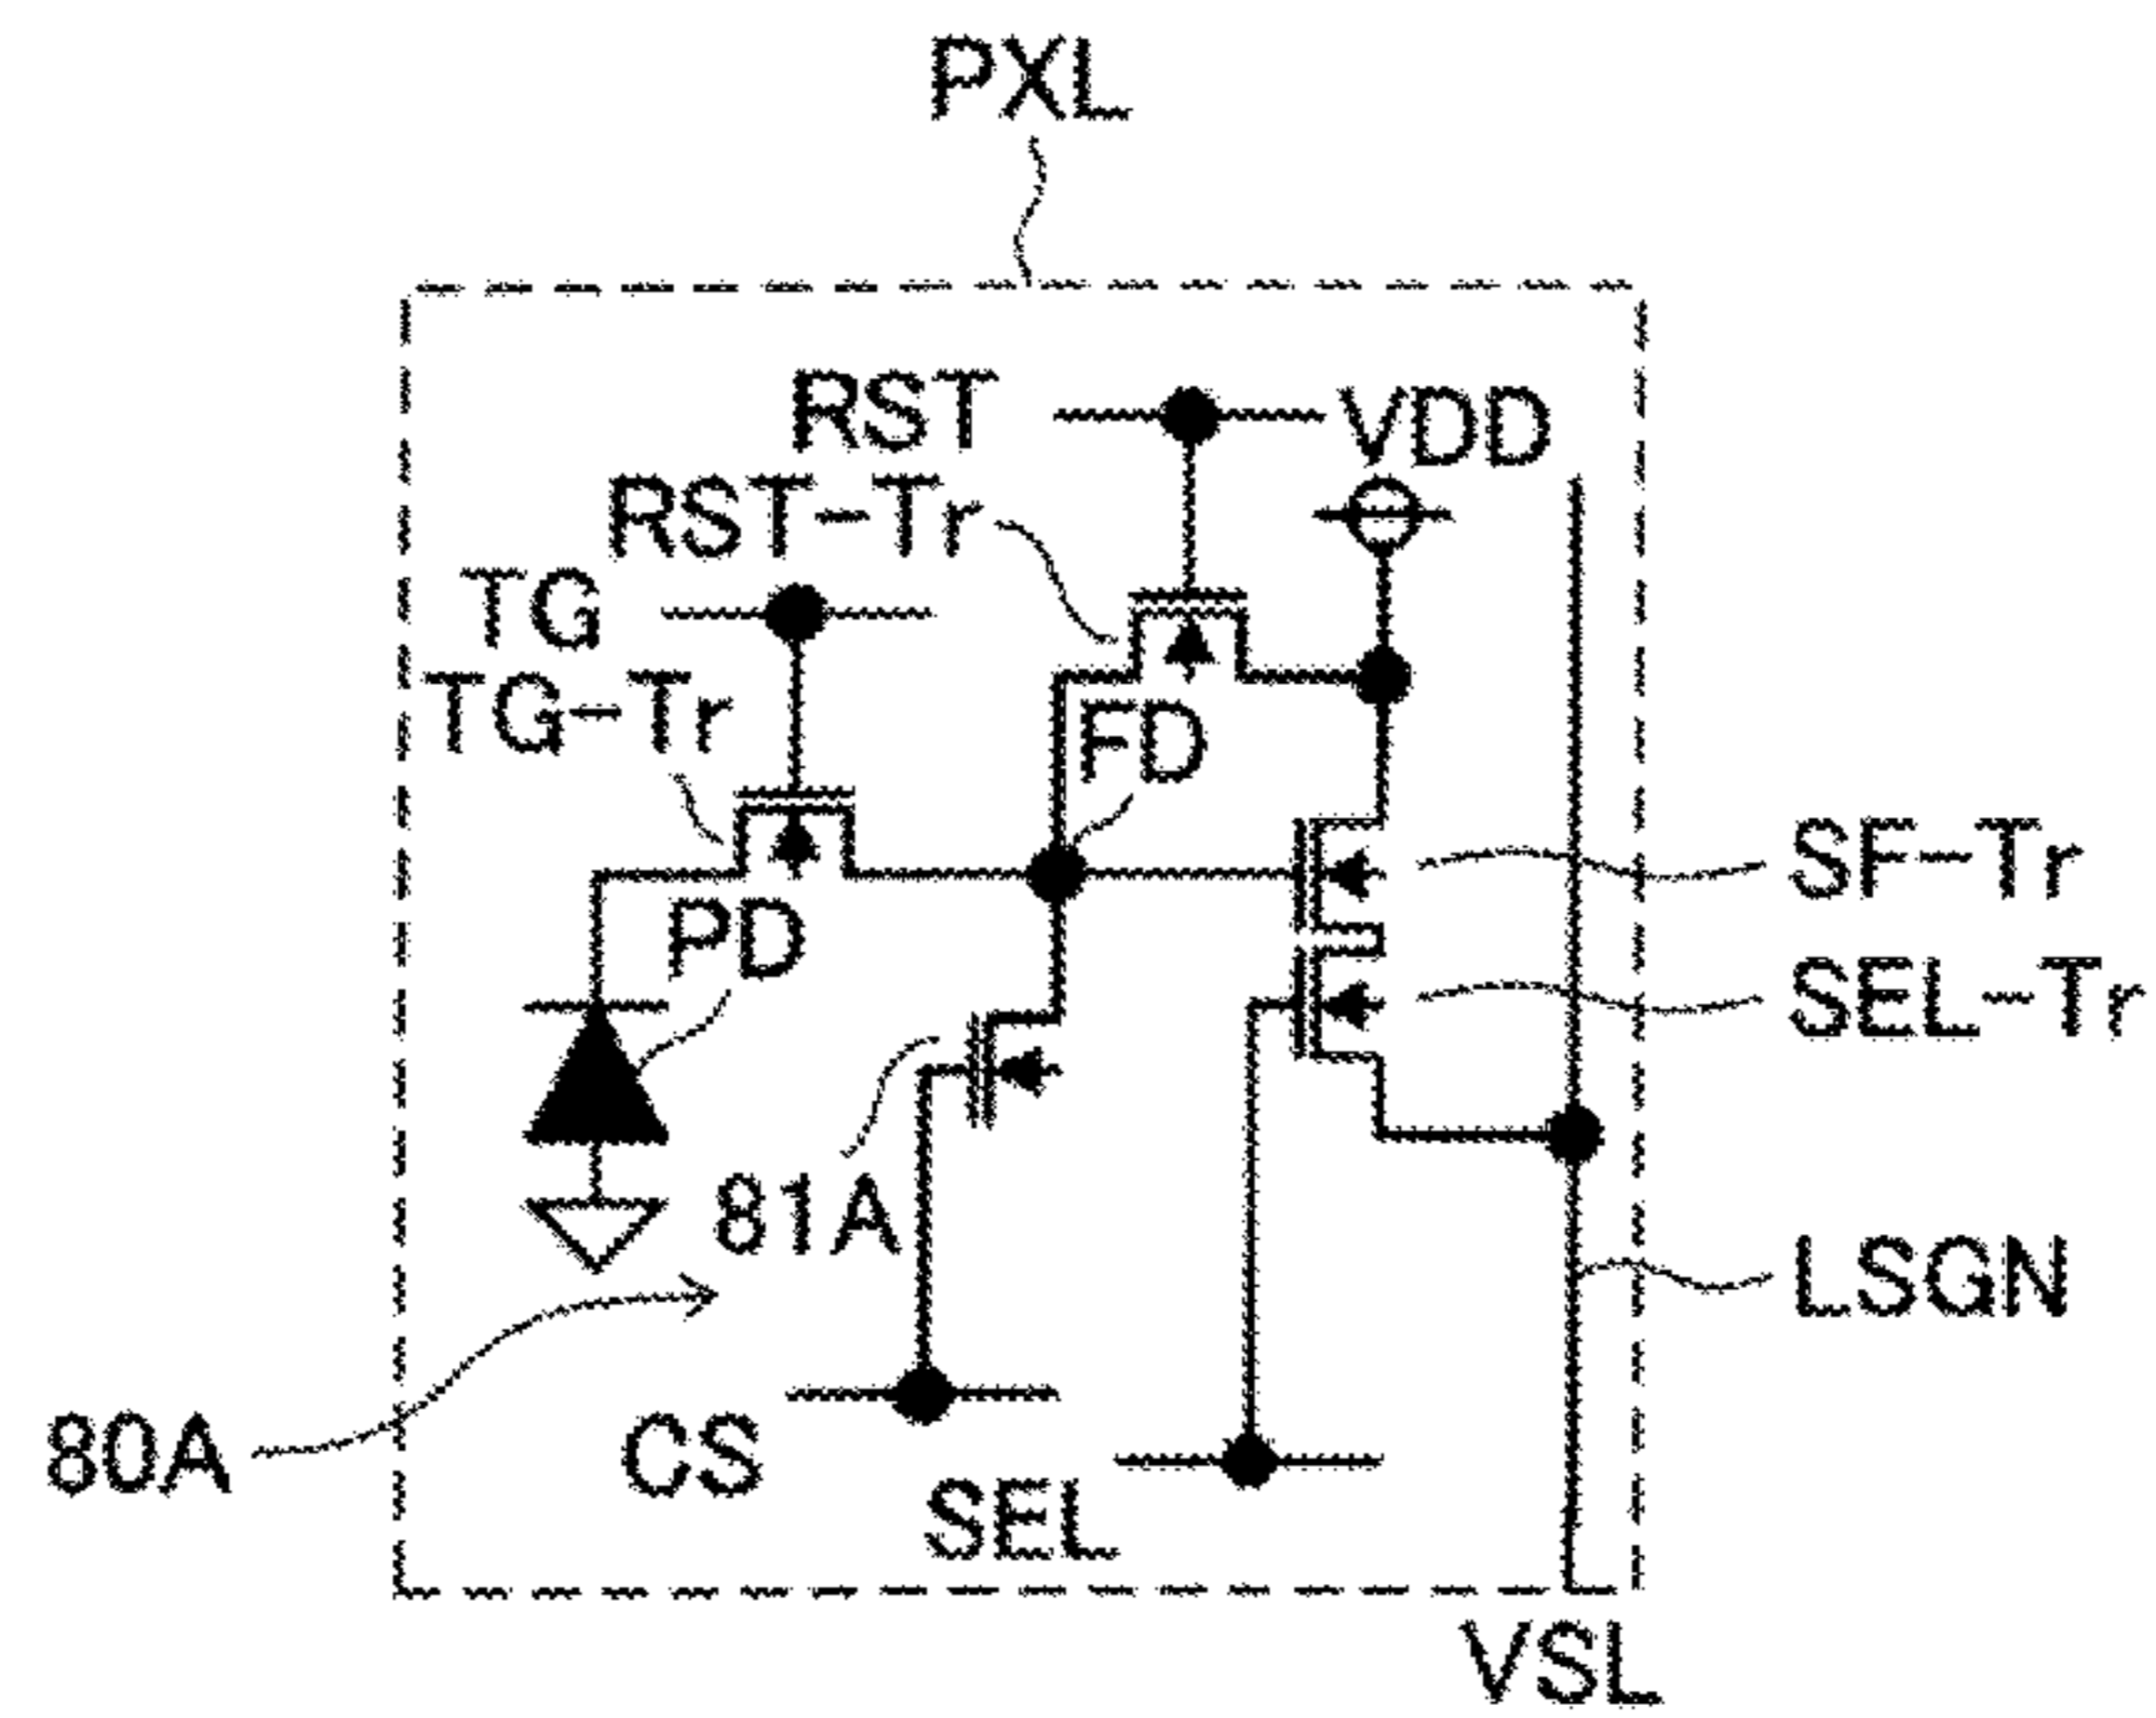 PXL
RST
VDD
RST-Tr
TG
TG-Tr
FD
SF-Tr
PD
SEL-Tr
81A
LSGN
80A
CS
SEL
VSL